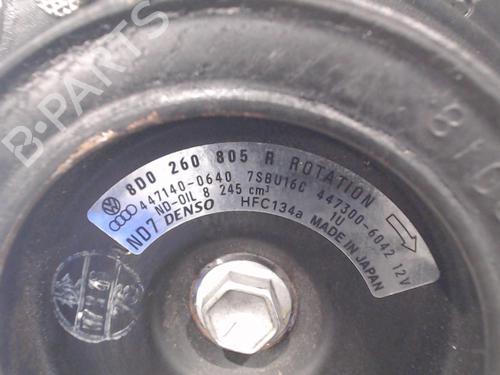 8D0 260 805 R ROTATION
447140-0640 7SBU16C 447300-6042 12V
ND-OIL 8 245 cm³ 1U
ND7 DENSO HFC134a MADE IN JAPAN
B-PARTS